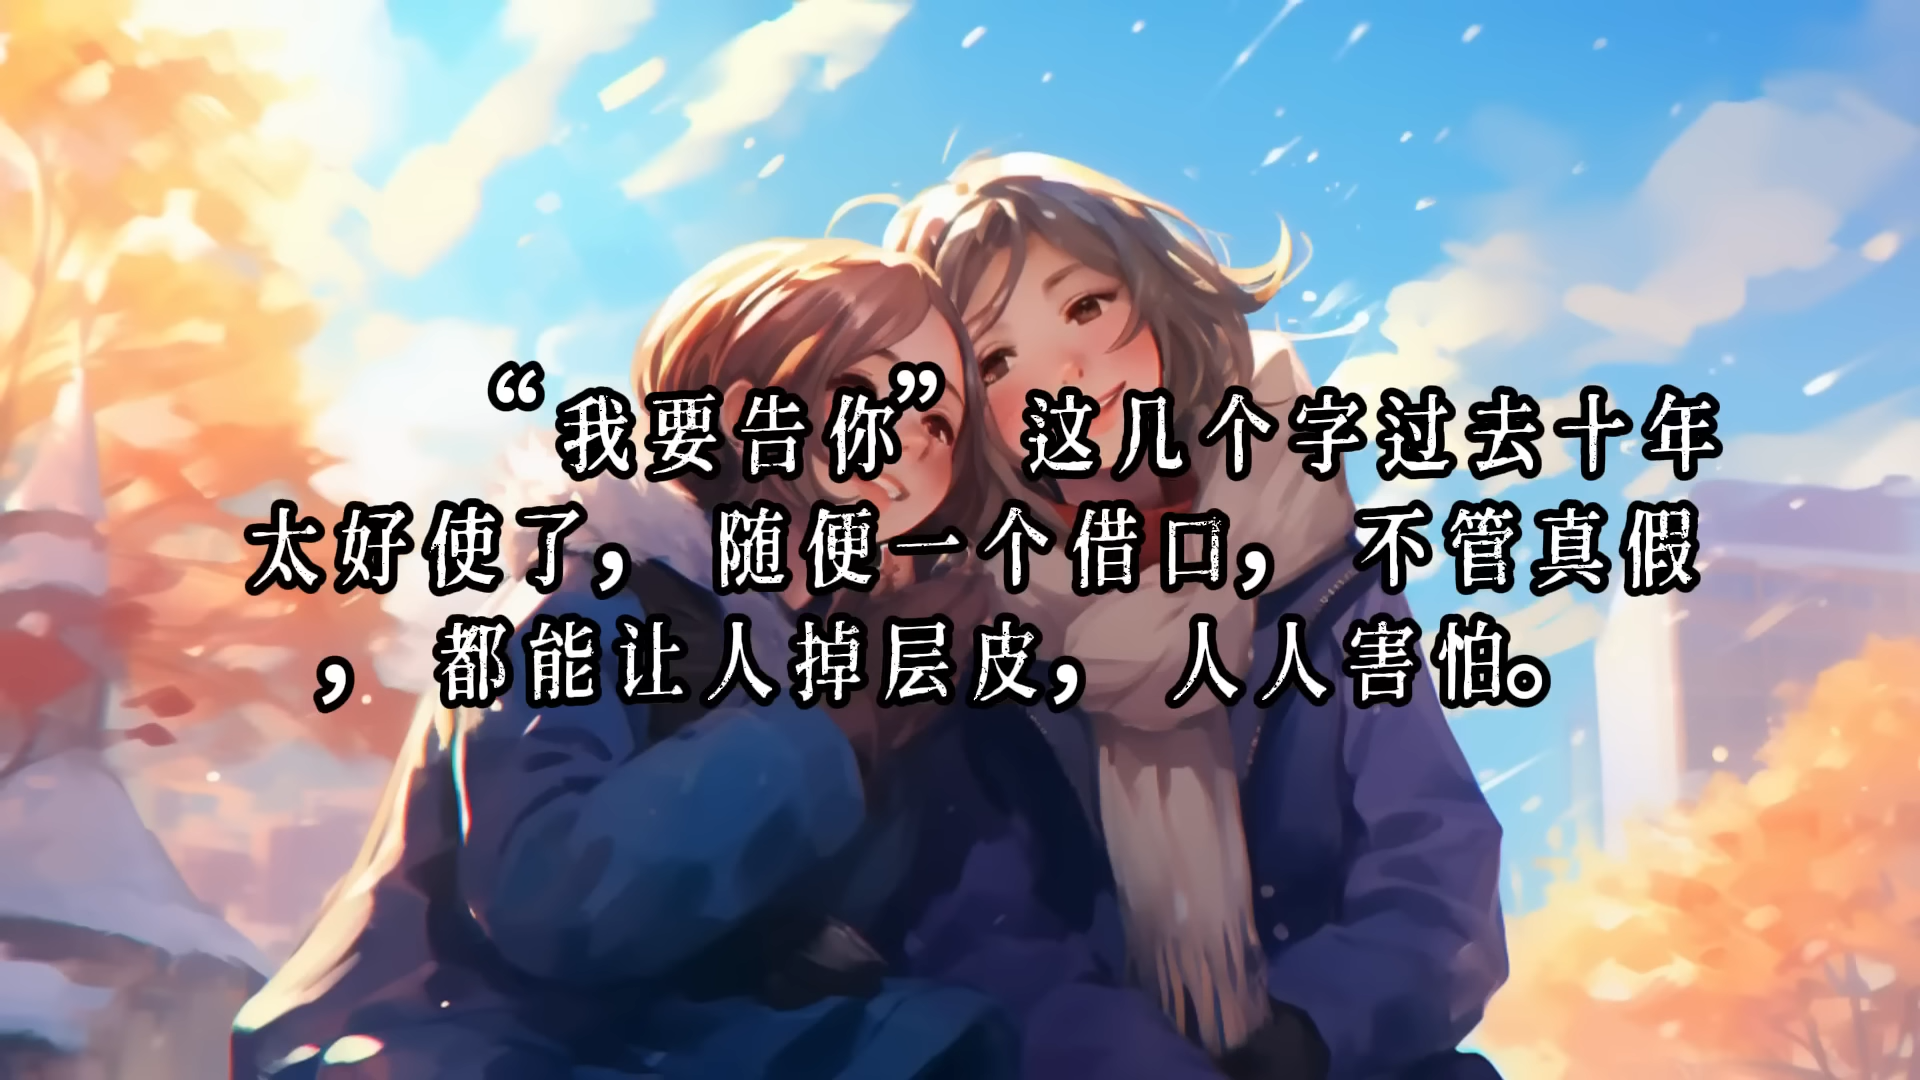 “我要告你” 这几个字过去十年
太好使了， 随便一个借口， 不管真假
， 都能让人掉层皮， 人人害怕。